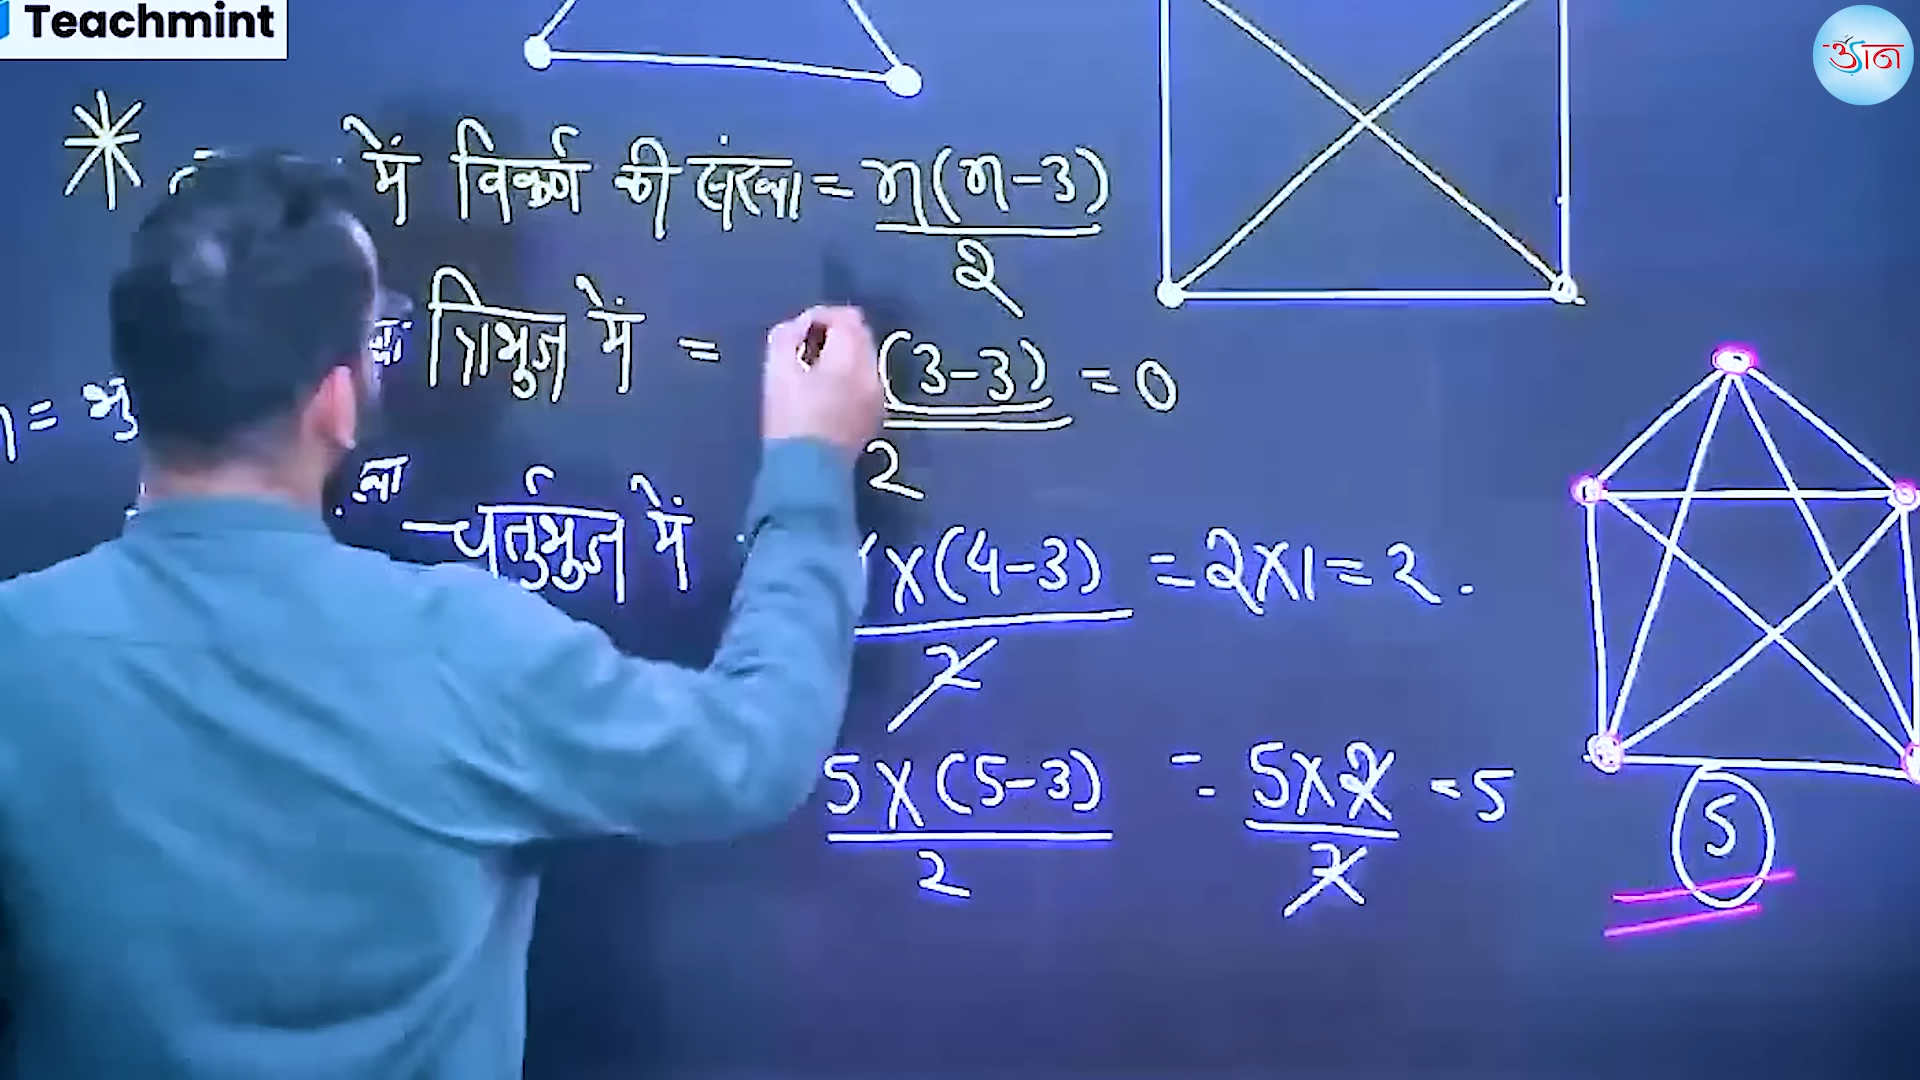 Teachmint
ज्ञान
में विकर्ण की संख्या = n(n-3)
2
त्रिभुज में = (3-3) = 0
2
n = भु
चर्तुभुज में x(4-3) = 2x1 = 2.
2
5x(5-3) = 5x2 = 5
2 2
5